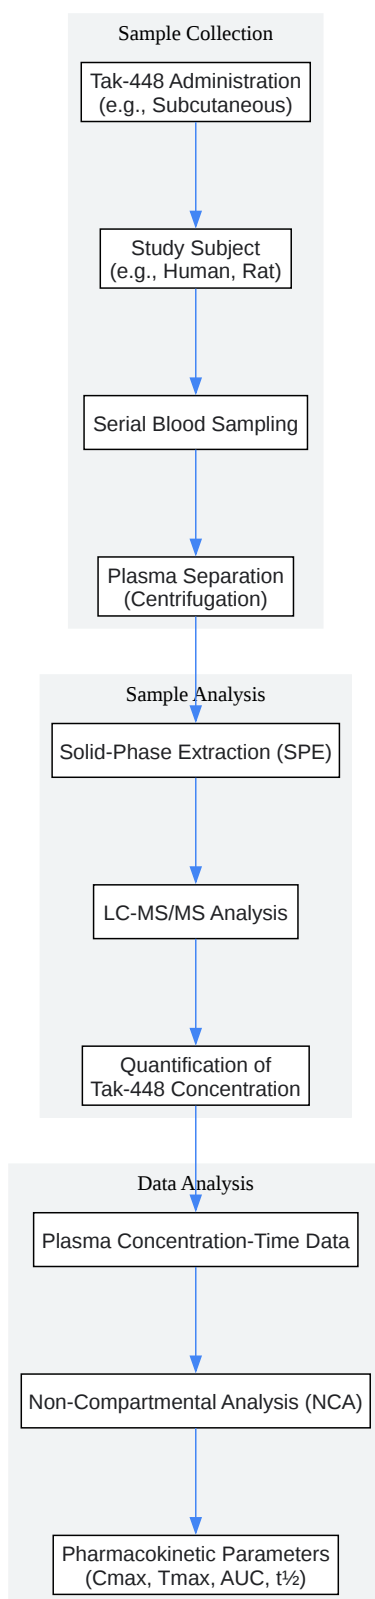 Sample Collection
Tak-448 Administration
(e.g., Subcutaneous)
Study Subject
(e.g., Human, Rat)
Serial Blood Sampling
Plasma Separation
(Centrifugation)
Sample Analysis
Solid-Phase Extraction (SPE)
LC-MS/MS Analysis
Quantification of
Tak-448 Concentration
Data Analysis
Plasma Concentration-Time Data
Non-Compartmental Analysis (NCA)
Pharmacokinetic Parameters
(Cmax, Tmax, AUC, t½)